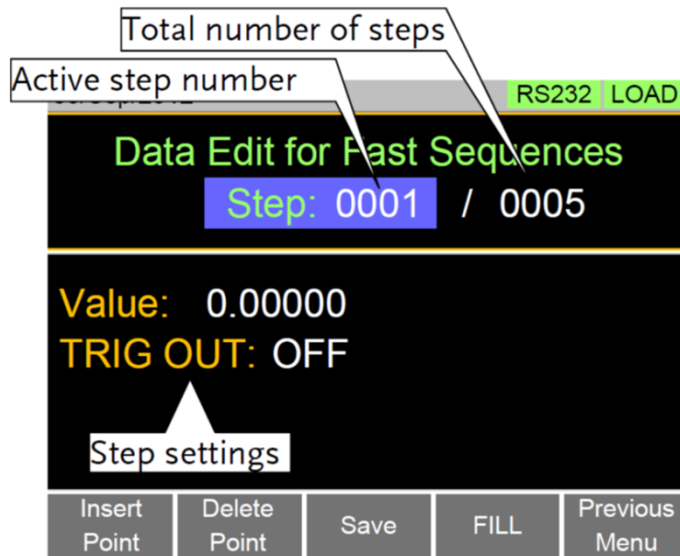 Total number of steps
Active step number
RS232 LOAD
Data Edit for Fast Sequences
Step: 0001 / 0005
Value: 0.00000
TRIG OUT: OFF
Step settings
Insert Point
Delete Point
Save
FILL
Previous Menu